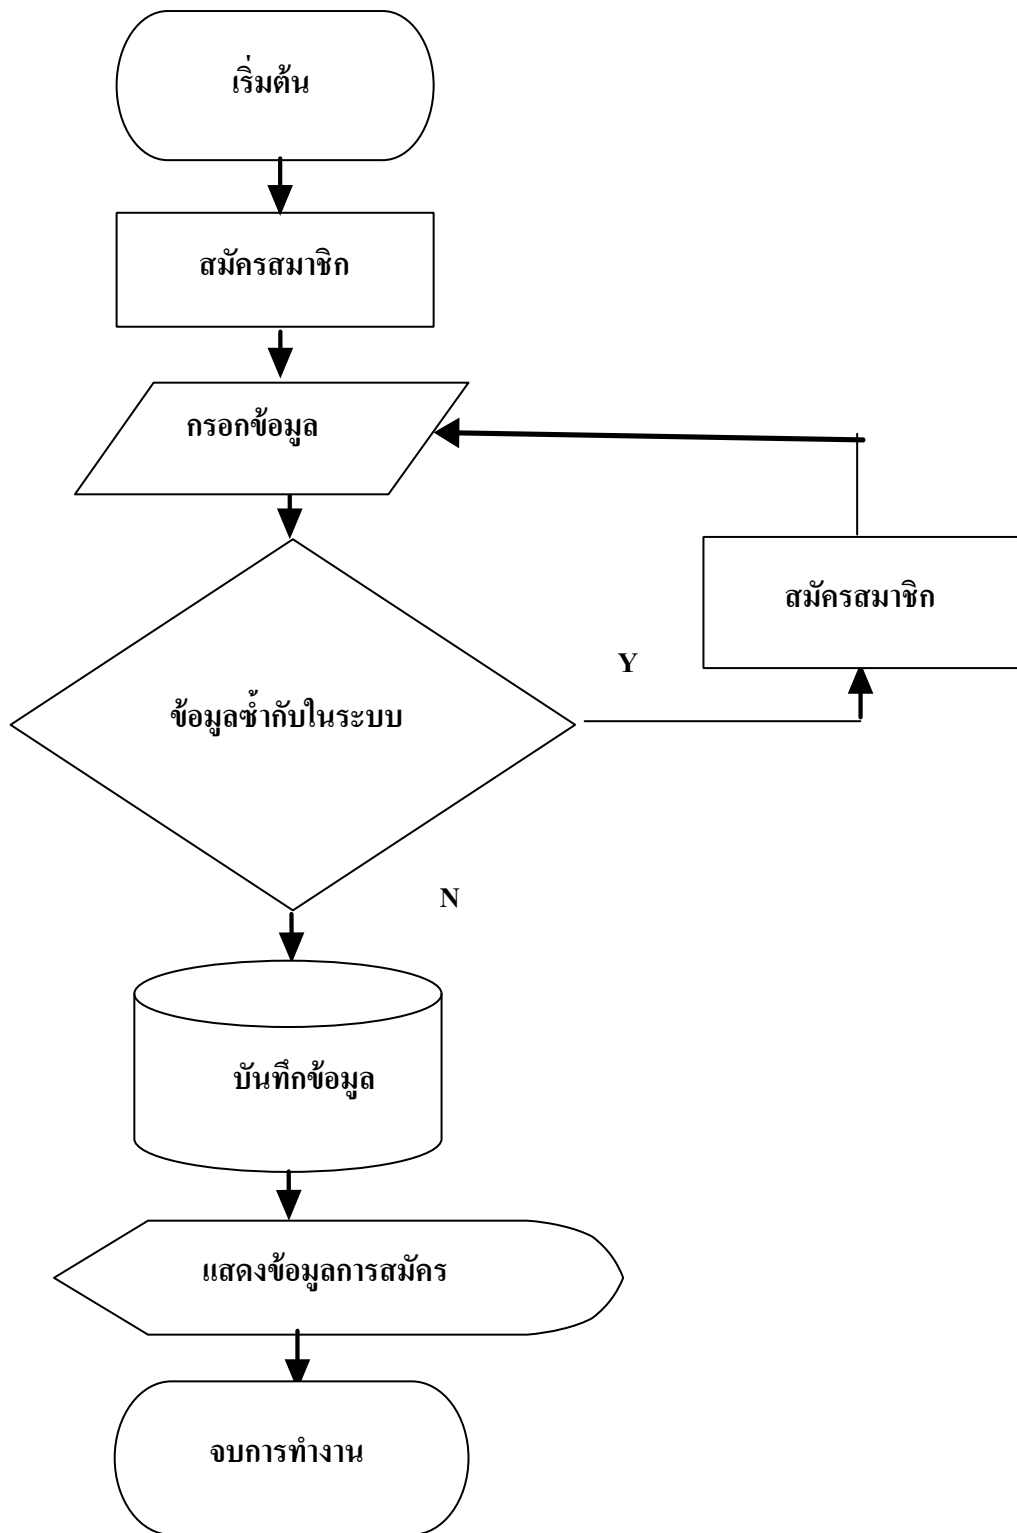 เริ่มต้น
สมัครสมาชิก
กรอกข้อมูล
สมัครสมาชิก
Y
ข้อมูลซ้ำกับในระบบ
N
บันทึกข้อมูล
แสดงข้อมูลการสมัคร
จบการทำงาน